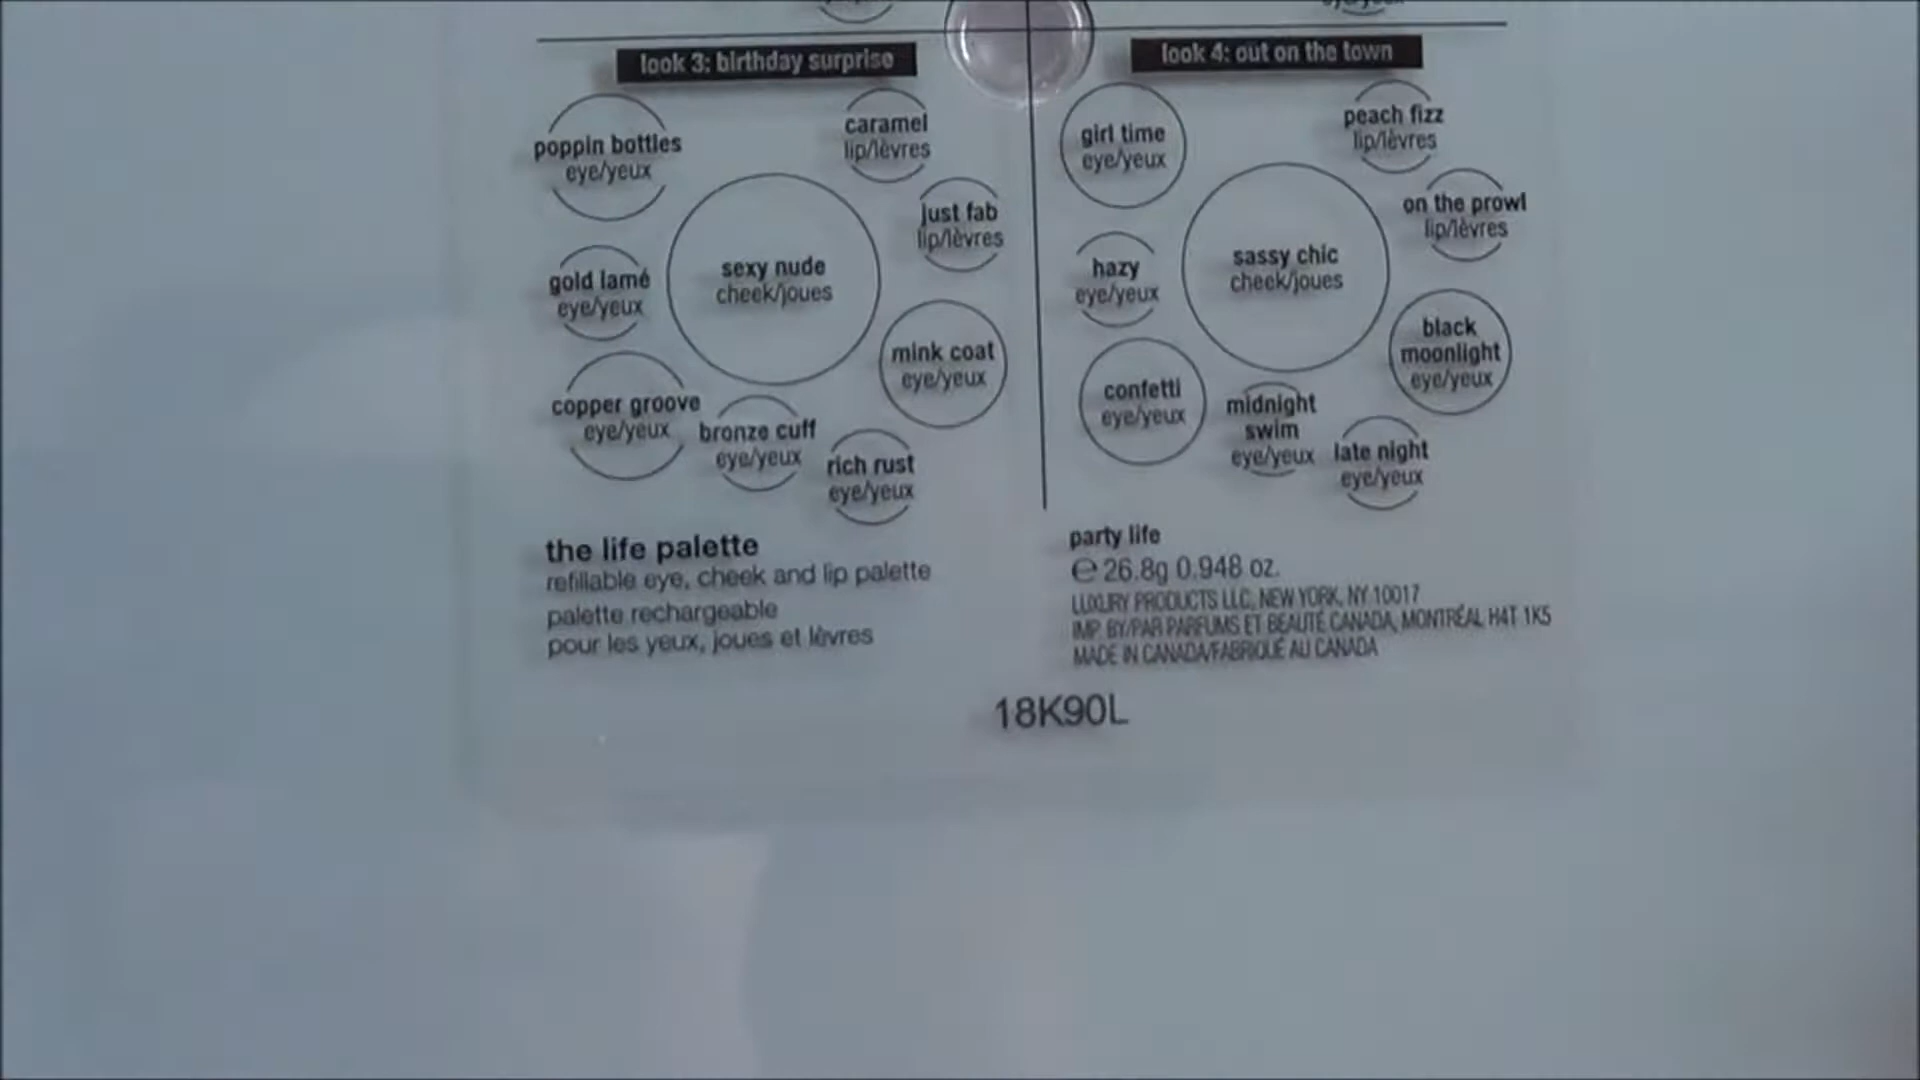 look 3: birthday surprise
poppin bottles
eye/yeux
caramel
lip/lèvres
just fab
lip/lèvres
gold lamé
eye/yeux
sexy nude
cheek/joues
mink coat
eye/yeux
copper groove
eye/yeux
bronze cuff
eye/yeux
rich rust
eye/yeux
look 4: out on the town
girl time
eye/yeux
peach fizz
lip/lèvres
on the prowl
lip/lèvres
hazy
eye/yeux
sassy chic
cheek/joues
black
moonlight
eye/yeux
confetti
eye/yeux
midnight
swim
eye/yeux
late night
eye/yeux
the life palette
refillable eye, cheek and lip palette
palette rechargeable
pour les yeux, joues et lèvres
party life
℮ 26.8g 0.948 oz.
LUXURY PRODUCTS LLC, NEW YORK, NY 10017
IMP. BY/PAR PARFUMS ET BEAUTÉ CANADA, MONTRÉAL H4T 1K5
MADE IN CANADA/FABRIQUÉ AU CANADA
18K90L